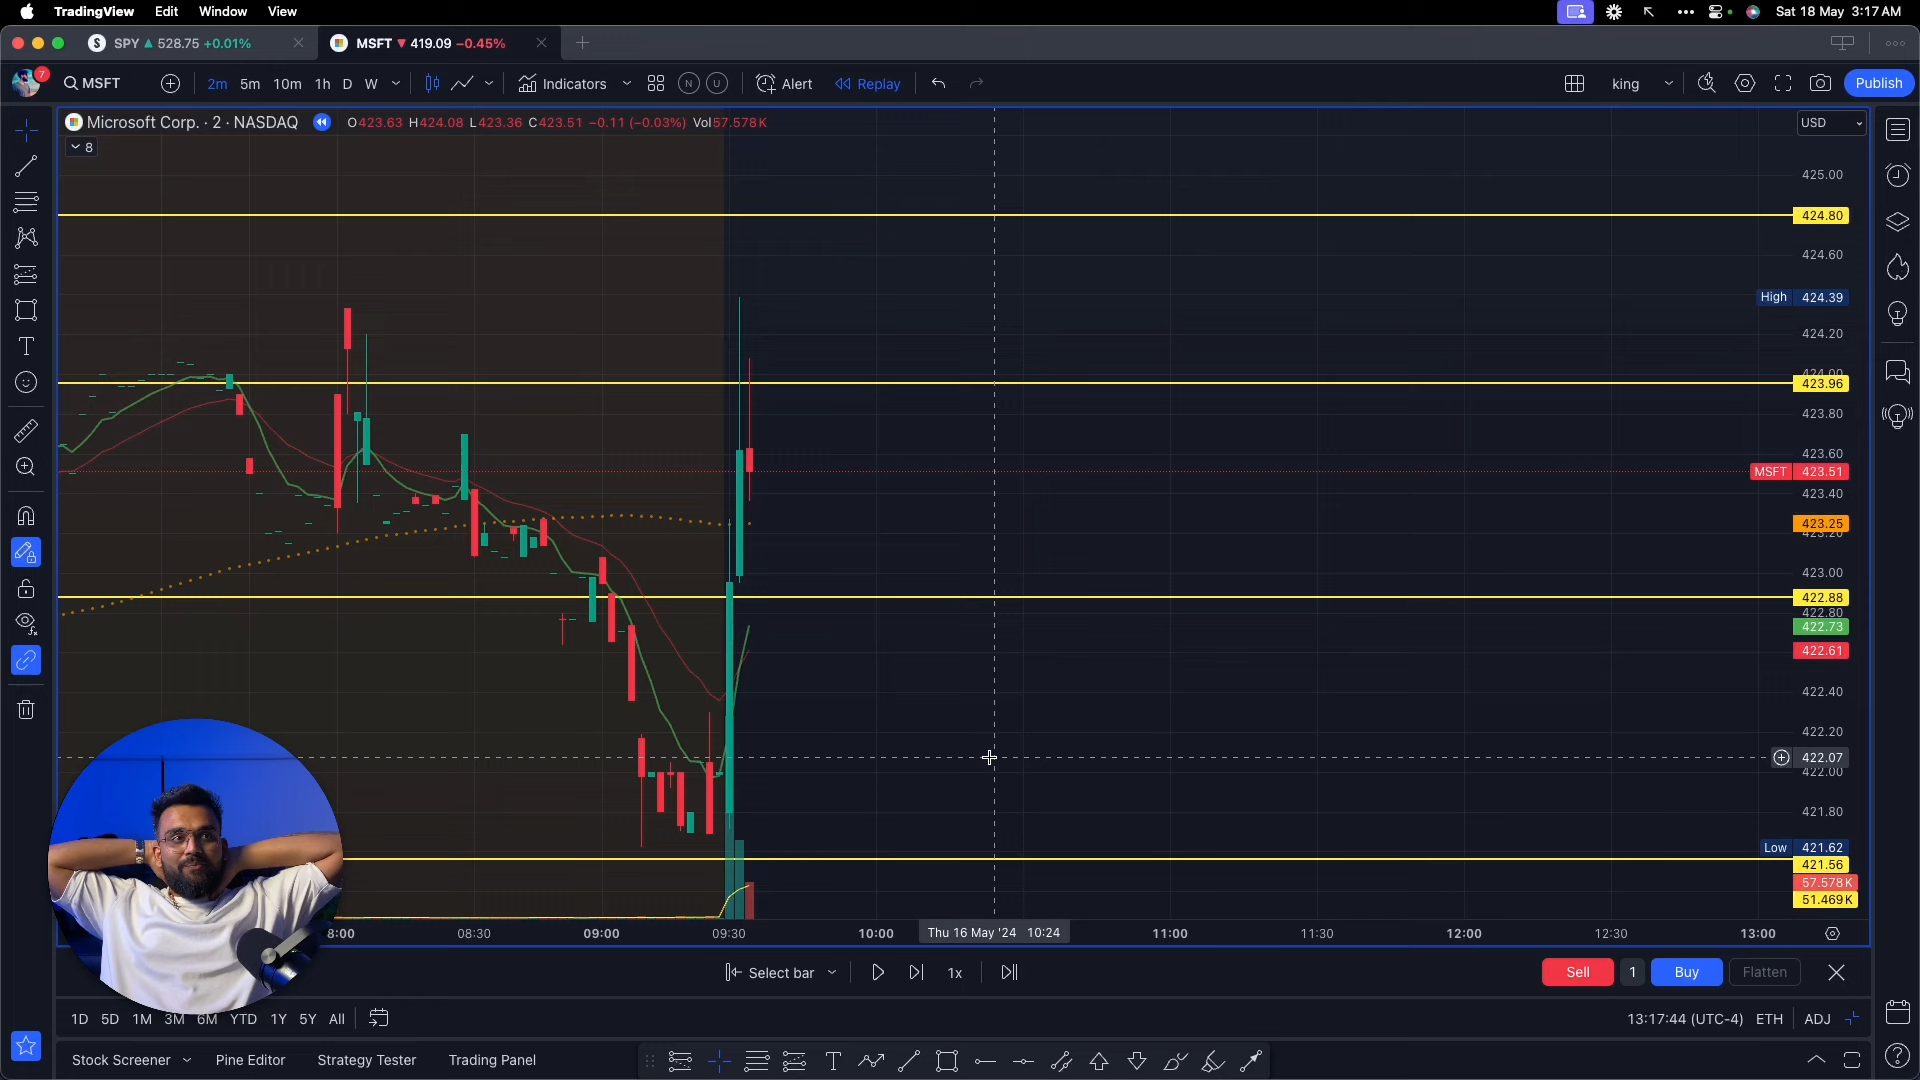 TradingView Edit Window View
Sat 18 May 3:17 AM
S SPY 528.75 +0.01%
MSFT 419.09 −0.45%
7
MSFT
2m 5m 10m 1h D W
Indicators
N U
Alert
Replay
king
Publish
Microsoft Corp. · 2 · NASDAQ
O423.63 H424.08 L423.36 C423.51 −0.11 (−0.03%) Vol57.578K
USD
8
425.00
424.80
424.60
High 424.39
424.20
424.00
423.96
423.80
423.60
MSFT 423.51
423.40
423.25
423.20
423.00
422.88
422.80
422.73
422.61
422.40
422.20
422.07
422.00
421.80
Low 421.62
421.56
57.578K
51.469K
8:00 08:30 09:00 09:30 10:00 Thu 16 May '24 10:24 11:00 11:30 12:00 12:30 13:00
Select bar
1x
Sell 1 Buy Flatten
1D 5D 1M 3M 6M YTD 1Y 5Y All
13:17:44 (UTC-4) ETH ADJ
Stock Screener Pine Editor Strategy Tester Trading Panel